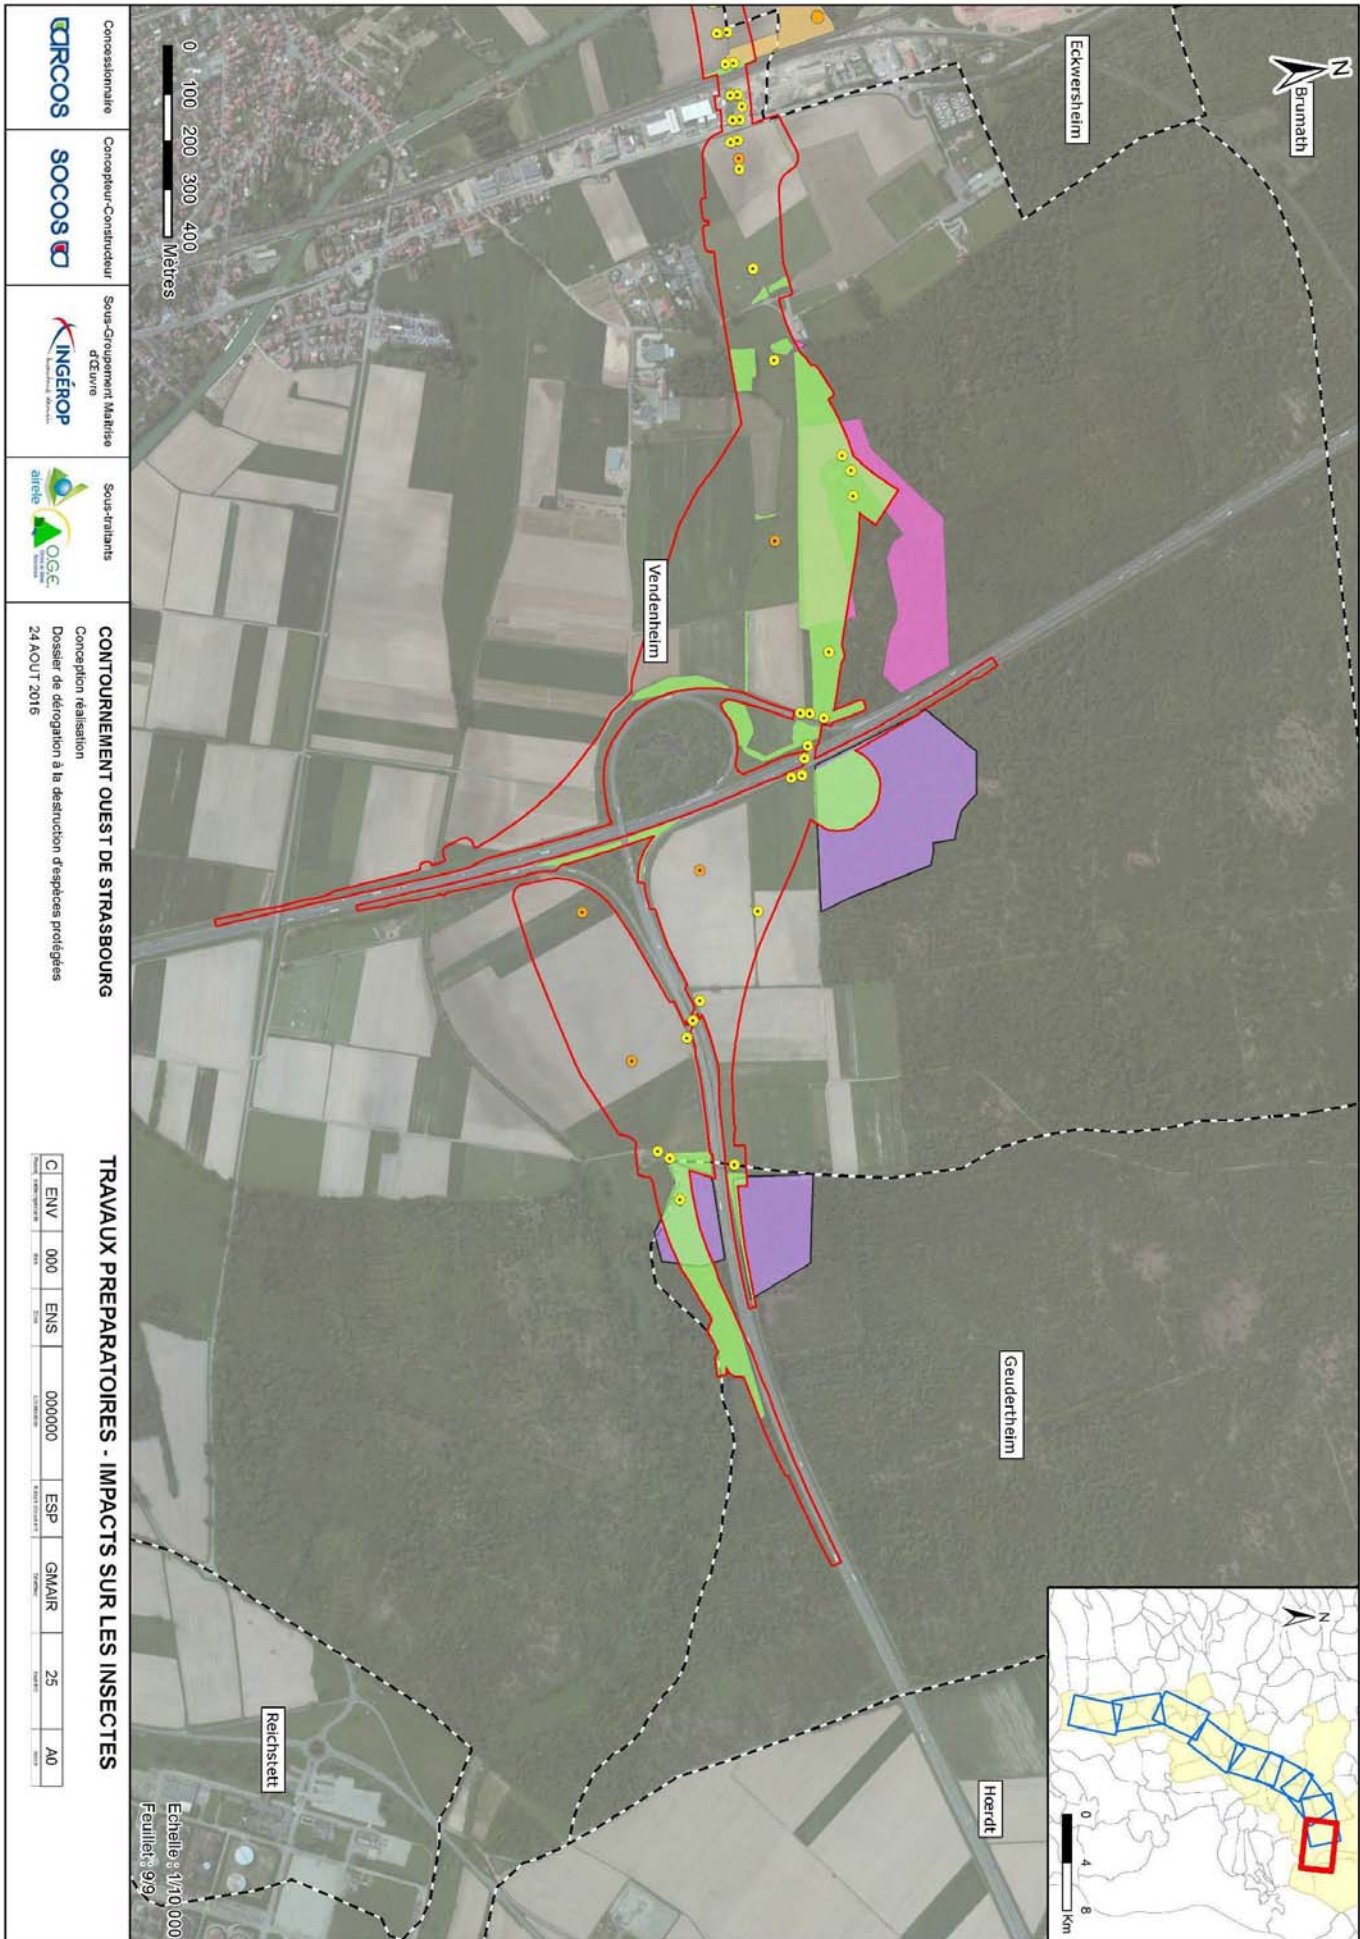 N
Brumath
Eckwersheim
Vendenheim
Geudertheim
Hœrdt
Reichstett
0 100 200 300 400
Mètres
N
0 4 8
Km
Echelle : 1/10 000
Feuillet : 9/9
Concessionnaire
ARCOS
Concepteur-Constructeur
SOCOS
Sous-Groupement Maîtrise
d'Œuvre
INGÉROP
Sous-traitants
airele
O.G.E.
CONTOURNEMENT OUEST DE STRASBOURG
Conception réalisation
Dossier de dérogation à la destruction d'espèces protégées
24 AOUT 2016
TRAVAUX PREPARATOIRES - IMPACTS SUR LES INSECTES
C ENV 000 ENS 000000 ESP GMAIR 25 A0